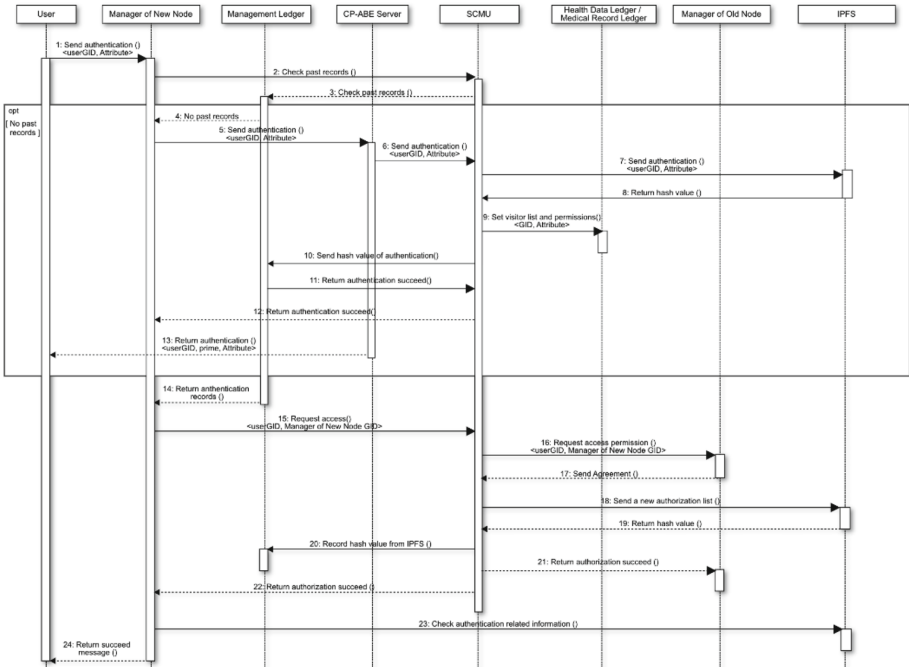 User
Manager of New Node
Management Ledger
CP-ABE Server
SCMU
Health Data Ledger /
Medical Record Ledger
Manager of Old Node
IPFS
1: Send authentication ()
<userGID, Attribute>
2: Check past records ()
3: Check past records ()
opt
[ No past
records ]
4: No past records
5: Send authentication ()
<userGID, Attribute>
6: Send authentication ()
<userGID, Attribute>
7: Send authentication ()
<userGID, Attribute>
8: Return hash value ()
9: Set visitor list and permissions()
<GID, Attribute>
10: Send hash value of authentication()
11: Return authentication succeed()
12: Return authentication succeed()
13: Return authentication ()
<userGID, prime, Attribute>
14: Return anthentication
records ()
15: Request access()
<userGID, Manager of New Node GID>
16: Request access permission ()
<userGID, Manager of New Node GID>
17: Send Agreement ()
18: Send a new authorization list ()
19: Return hash value ()
20: Record hash value from IPFS ()
21: Return authorization succeed ()
22: Return authorization succeed ()
23: Check authentication related information ()
24: Return succeed
message ()